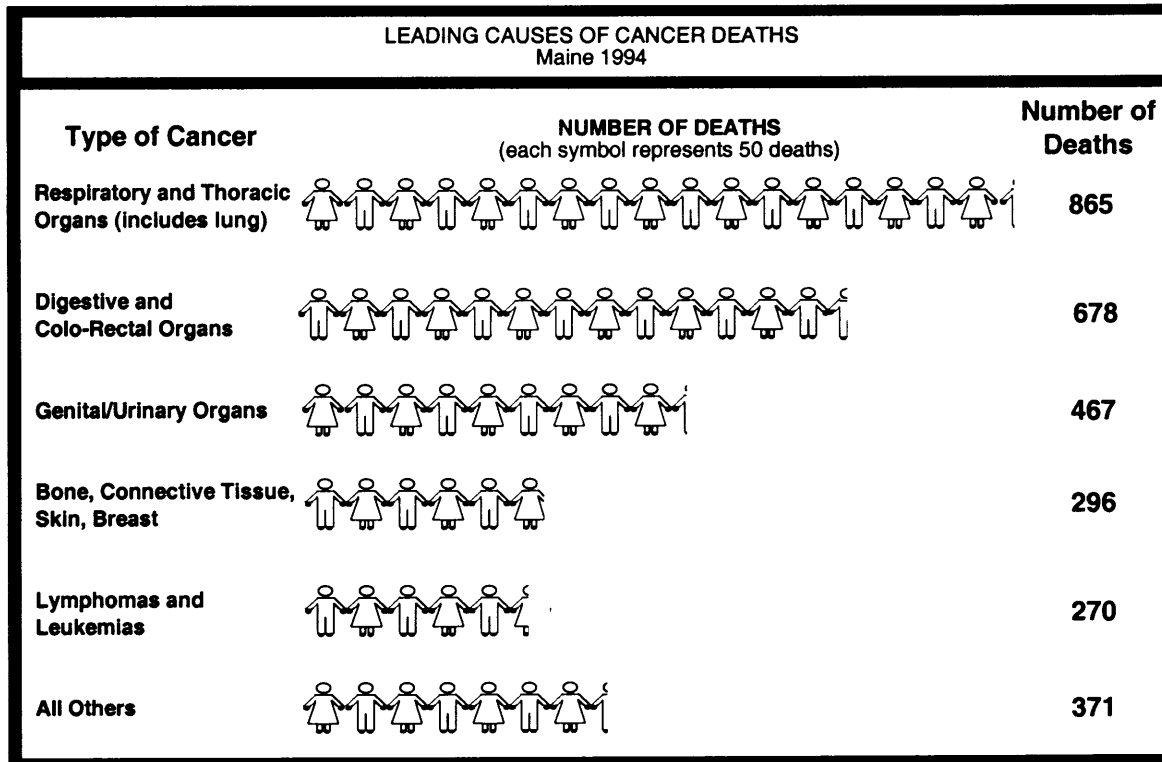 LEADING CAUSES OF CANCER DEATHS
Maine 1994
Type of Cancer
NUMBER OF DEATHS
(each symbol represents 50 deaths)
Number of
Deaths
Respiratory and Thoracic
Organs (includes lung)
865
Digestive and
Colo-Rectal Organs
678
Genital/Urinary Organs
467
Bone, Connective Tissue,
Skin, Breast
296
Lymphomas and
Leukemias
270
All Others
371